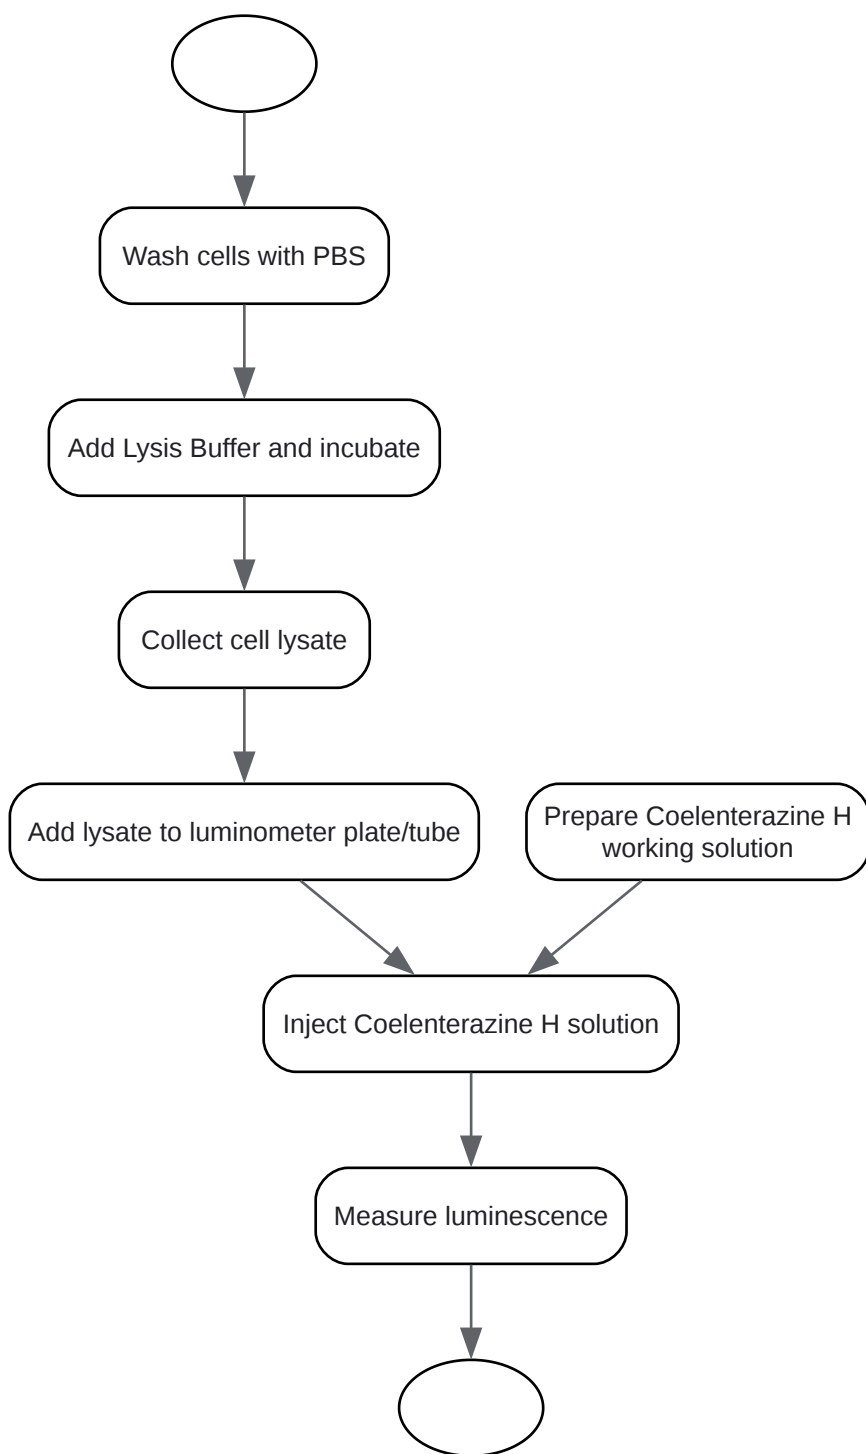 Wash cells with PBS
Add Lysis Buffer and incubate
Collect cell lysate
Add lysate to luminometer plate/tube
Prepare Coelenterazine H
working solution
Inject Coelenterazine H solution
Measure luminescence